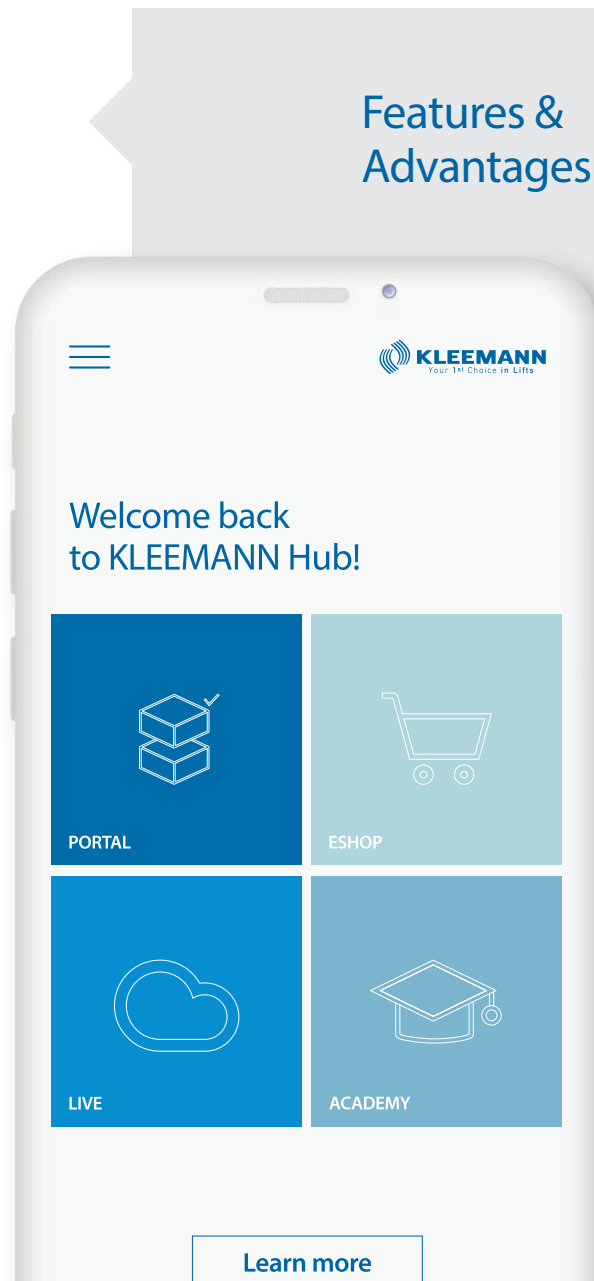 Features &
Advantages
KLEEMANN
Your 1st Choice in Lifts
Welcome back
to KLEEMANN Hub!
PORTAL
ESHOP
LIVE
ACADEMY
Learn more